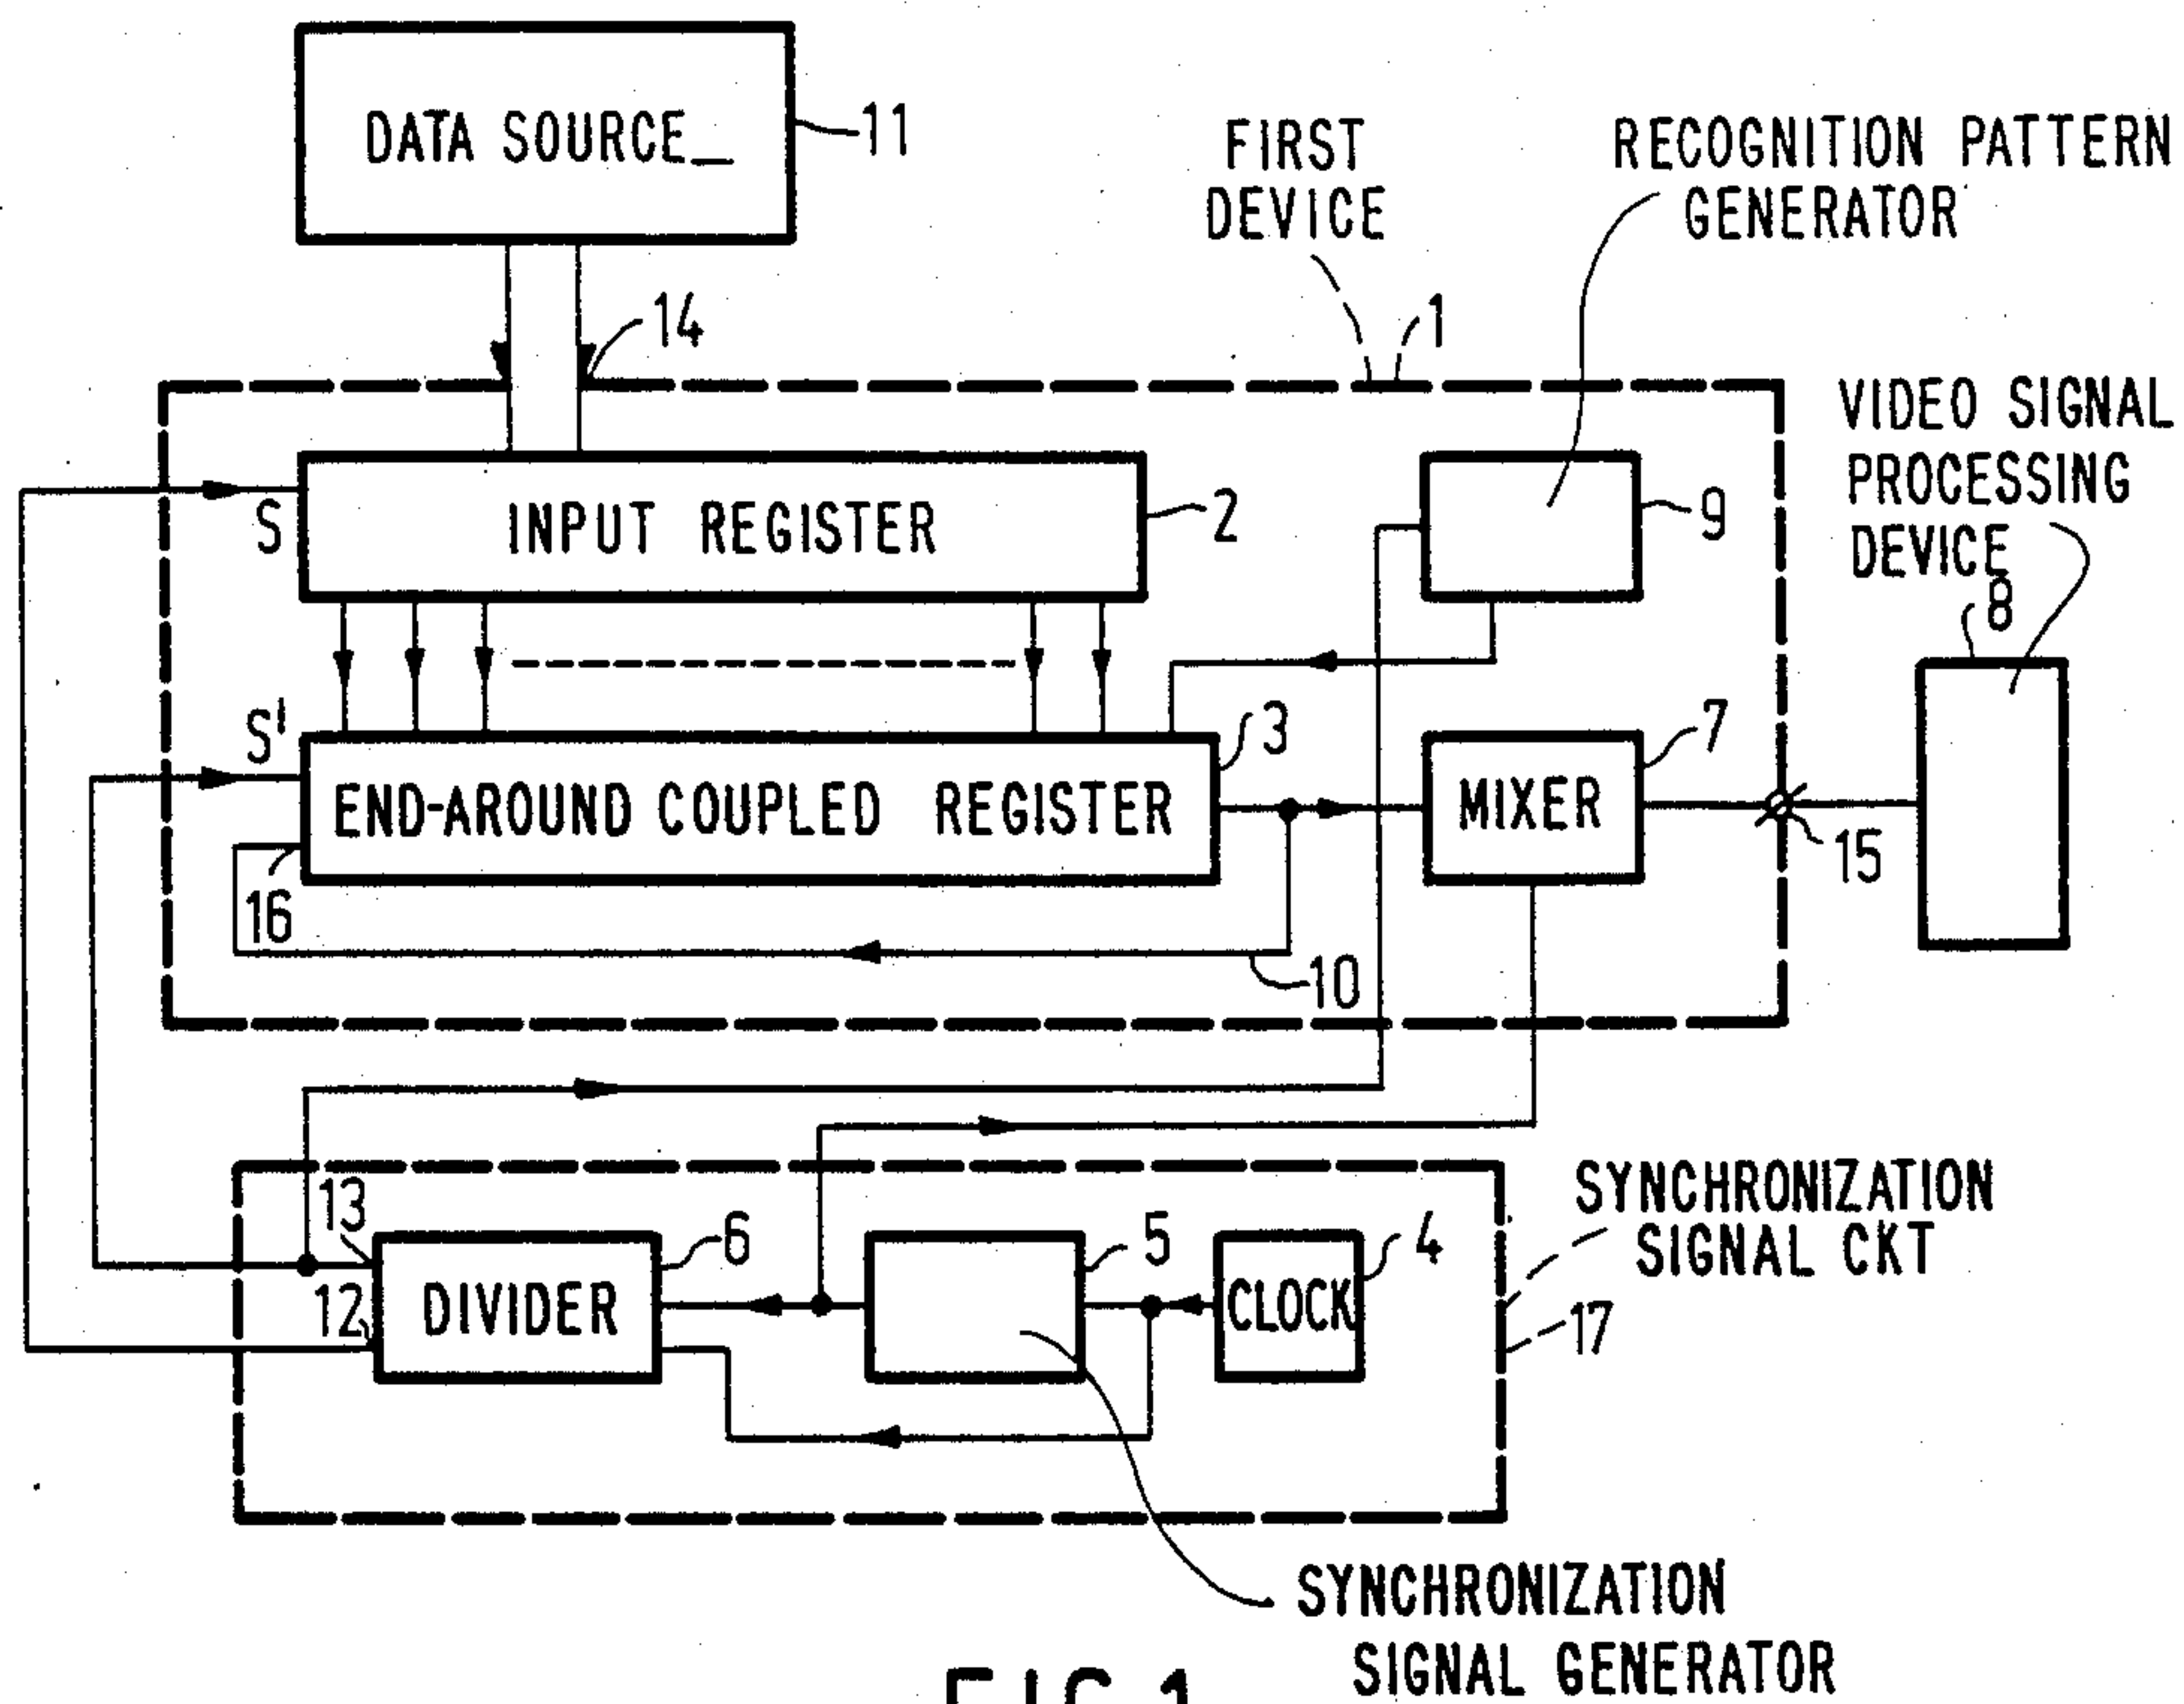 DATA SOURCE
11
FIRST
DEVICE
RECOGNITION PATTERN
GENERATOR
14
1
VIDEO SIGNAL
PROCESSING
DEVICE
8
S
INPUT REGISTER
2
9
S'
END-AROUND COUPLED REGISTER
3
MIXER
7
15
16
10
13
12
DIVIDER
6
5
CLOCK
4
SYNCHRONIZATION
SIGNAL CKT
17
SYNCHRONIZATION
SIGNAL GENERATOR
FIG.1